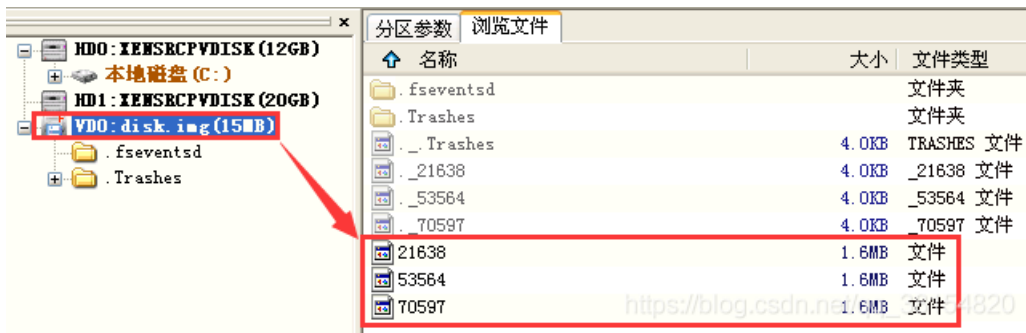 HD0:XENSRCPVDISK(12GB)
本地磁盘(C:)
HD1:XENSRCPVDISK(20GB)
VD0:disk.img(15MB)
.fseventsd
.Trashes
分区参数 浏览文件
名称 大小 文件类型
.fseventsd 文件夹
.Trashes 文件夹
._.Trashes 4.0KB TRASHES 文件
._21638 4.0KB _21638 文件
._53564 4.0KB _53564 文件
._70597 4.0KB _70597 文件
21638 1.6MB 文件
53564 1.6MB 文件
70597 1.6MB 文件